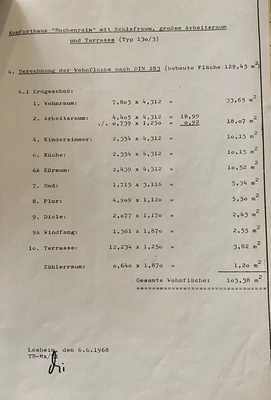 Komforthaus "Buchenrain" mit Schlafraum, großem Arbeitsraum
und Terrasse (Typ 130/3)
4. Berechnung der Wohnfläche nach DIN 283 (bebaute Fläche 129,43 m²)
4.1 Erdgeschoß
1. Wohnraum: 7,803 x 4,312 = 33,65 m²
2. Arbeitsraum: 4,405 x 4,312 = 18,99
./. 0,739 x 1,250 = 0,92 18,07 m²
4. Kinderzimmer: 2,354 x 4,312 = 10,15 m²
6. Küche: 2,354 x 4,312 = 10,15 m²
6A Eßraum: 2,439 x 4,312 = 10,52 m²
7. Bad: 1,715 x 3,116 = 5,34 m²
8. Flur: 4,909 x 1,120 = 5,50 m²
9. Diele: 2,077 x 1,170 = 2,43 m²
9A Windfang: 1,361 x 1,870 = 2,55 m²
10. Terrasse: 12,234 x 1,250 = 3,82 m²
Zählerraum: 0,640 x 1,870 = 1,20 m²
Gesamte Wohnfläche: 103,38 m²
Losheim, den 6.6.1968
TB-Mx/